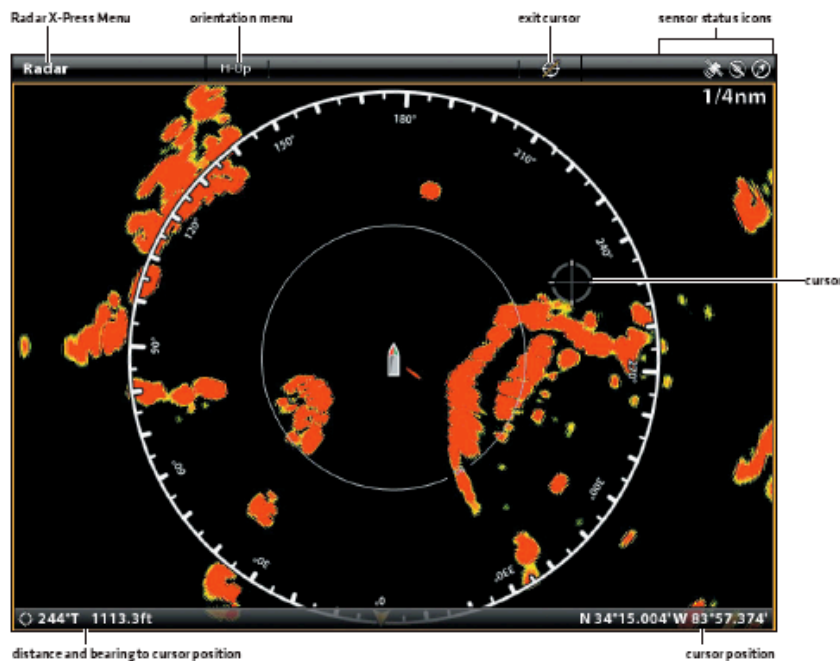 Radar X-Press Menu
orientation menu
exit cursor
sensor status icons
Radar
H-Up
1/4nm
180°
150°
210°
120°
240°
cursor
90°
270°
60°
300°
30°
330°
0°
244°T 1113.3ft
N 34°15.004' W 83°57.374'
distance and bearing to cursor position
cursor position